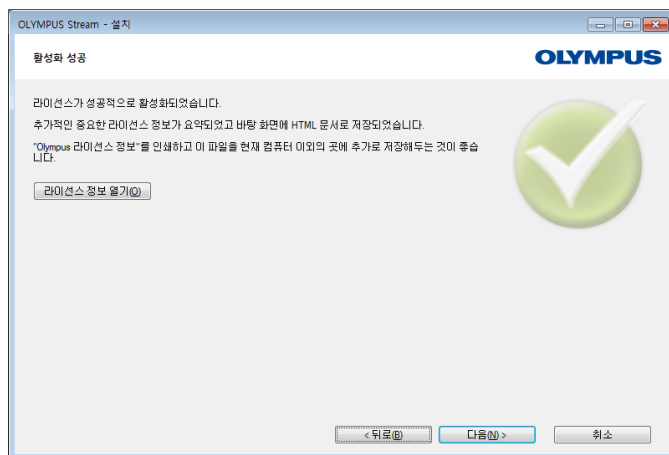 OLYMPUS Stream - 설치
활성화 성공
OLYMPUS
라이선스가 성공적으로 활성화되었습니다.
추가적인 중요한 라이선스 정보가 요약되었고 바탕 화면에 HTML 문서로 저장되었습니다.
"Olympus 라이선스 정보"를 인쇄하고 이 파일을 현재 컴퓨터 이외의 곳에 추가로 저장해두는 것이 좋습
니다.
라이선스 정보 열기(O)
< 뒤로(B)
다음(N) >
취소